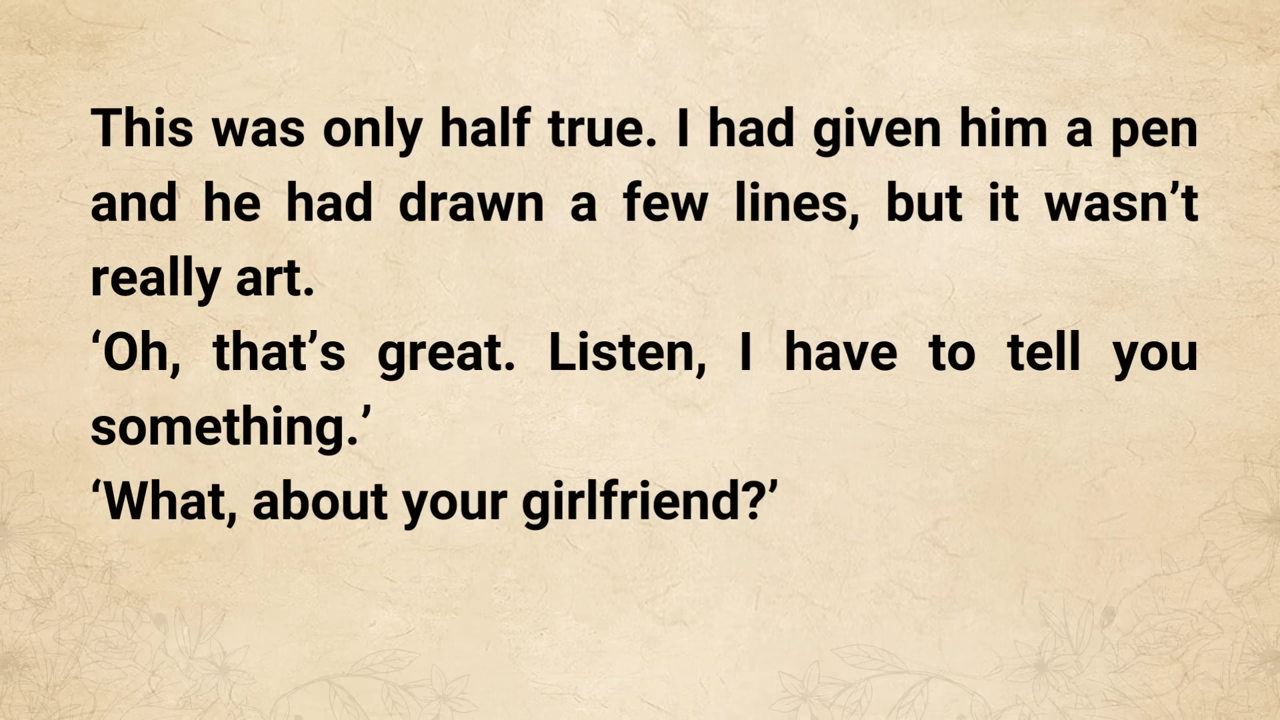 This was only half true. I had given him a pen
and he had drawn a few lines, but it wasn’t
really art.
‘Oh, that’s great. Listen, I have to tell you
something.’
‘What, about your girlfriend?’